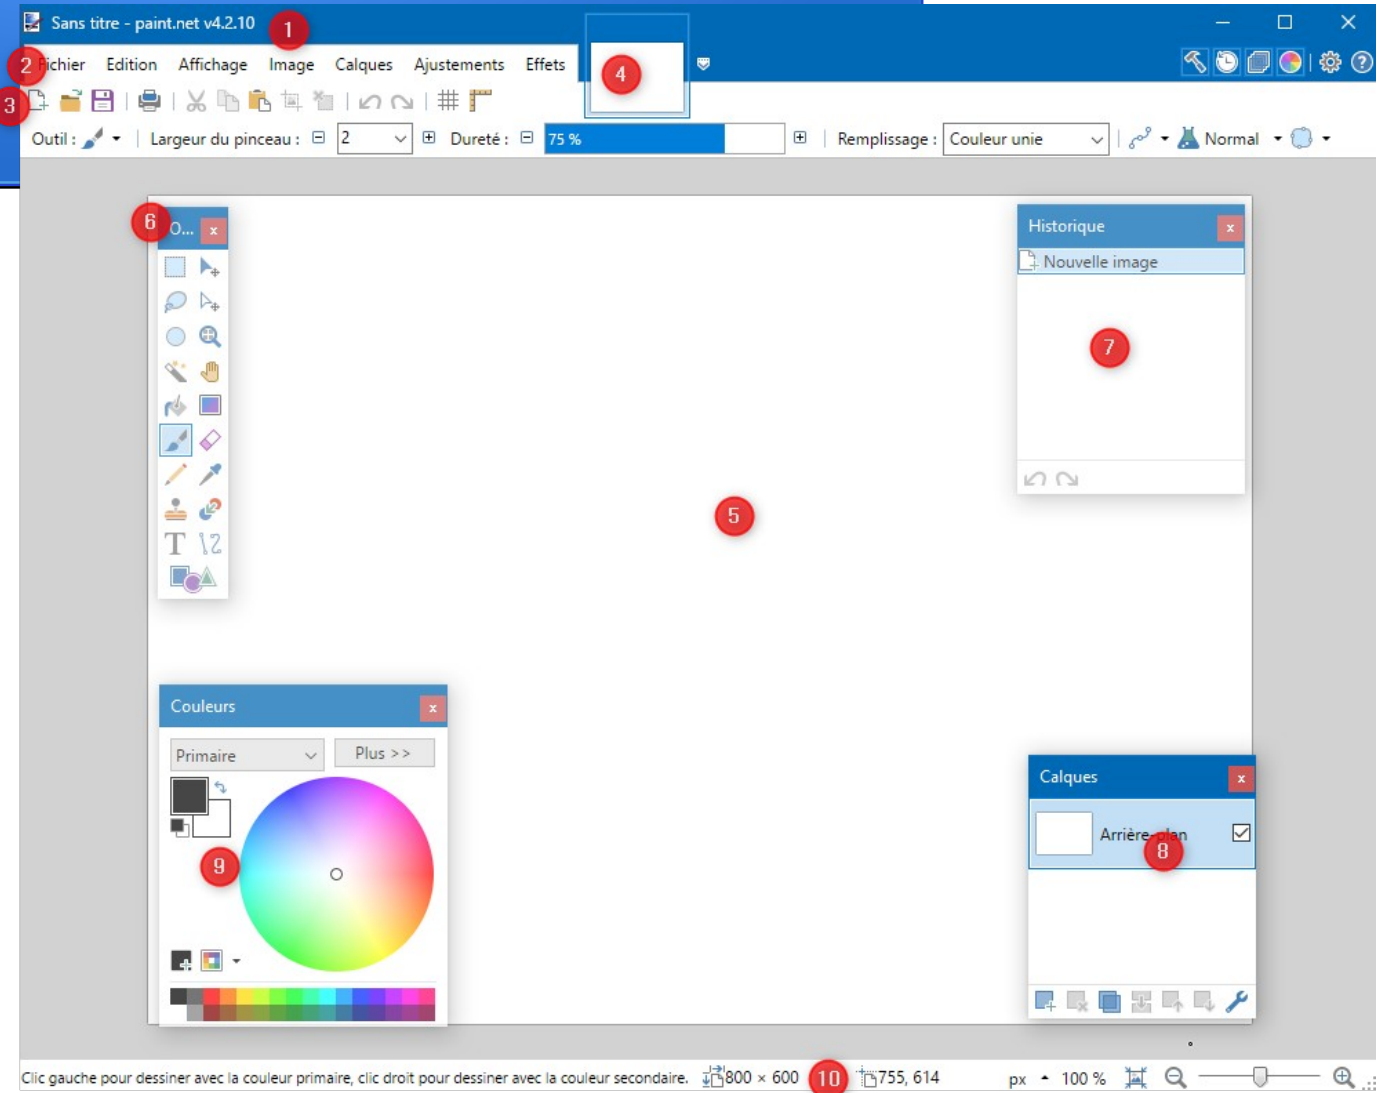 Sans titre - paint.net v4.2.10
1
2
Fichier Edition Affichage Image Calques Ajustements Effets
4
3
Outil : Largeur du pinceau : 2 Dureté : 75 % Remplissage : Couleur unie Normal
6
O...
Historique
Nouvelle image
7
5
T
Couleurs
Primaire
Plus >>
9
Calques
Arrière-plan
8
Clic gauche pour dessiner avec la couleur primaire, clic droit pour dessiner avec la couleur secondaire. 800 × 600 10 755, 614 px 100 %